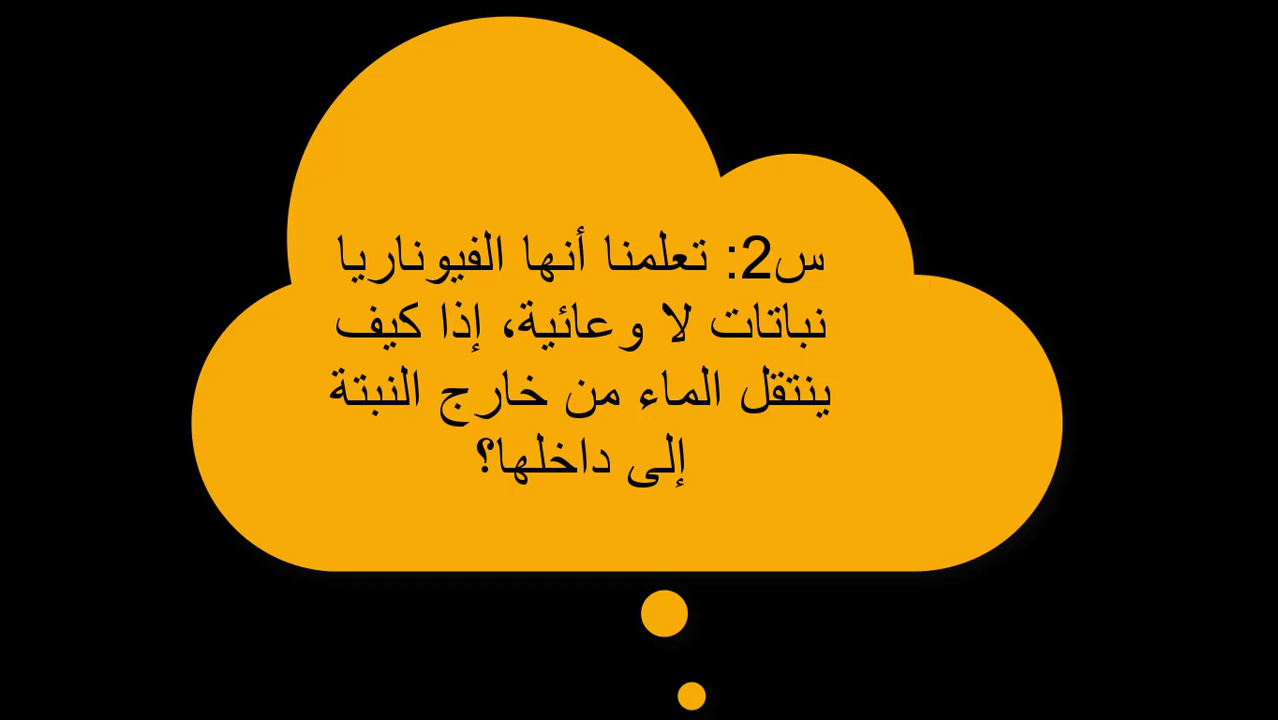 س2: تعلمنا أنها الفيوناريا
نباتات لا وعائية، إذا كيف
ينتقل الماء من خارج النبتة
إلى داخلها؟